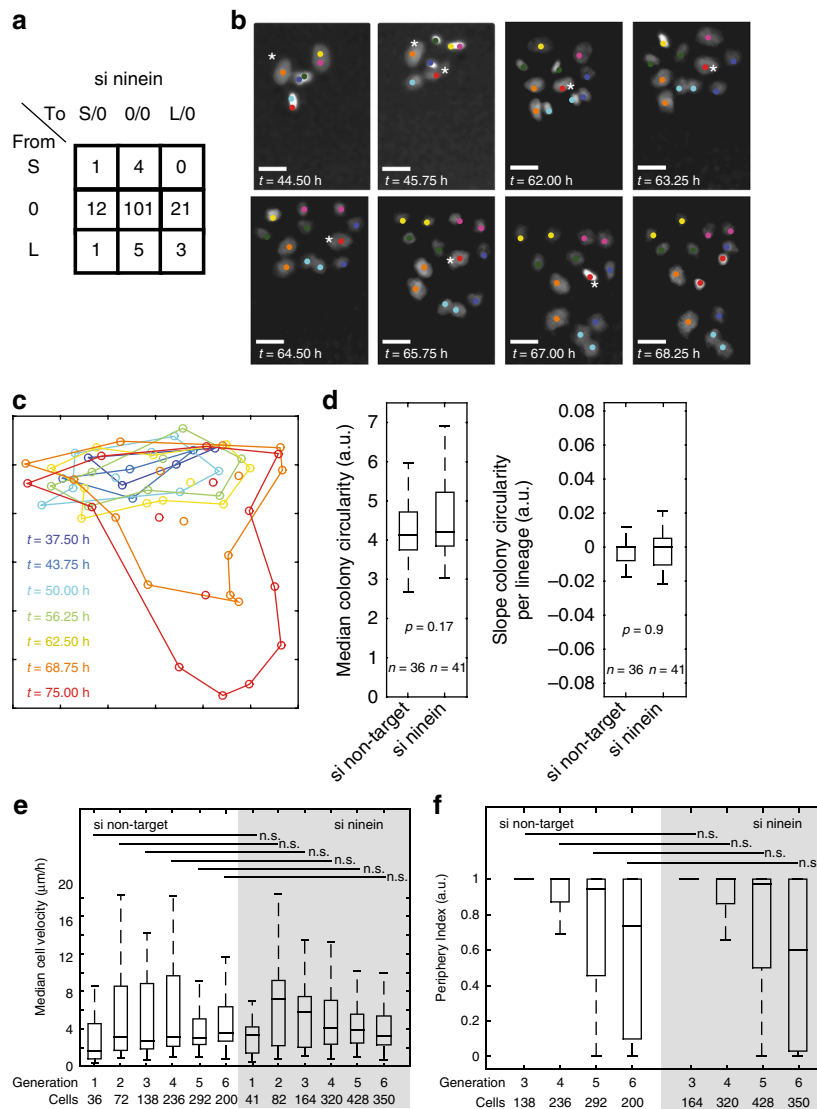 a
si ninein
To S/0 0/0 L/0
From
S 1 4 0
0 12 101 21
L 1 5 3
b
* * * *
t = 44.50 h t = 45.75 h t = 62.00 h t = 63.25 h
* * *
t = 64.50 h t = 65.75 h t = 67.00 h t = 68.25 h
c
t = 37.50 h
t = 43.75 h
t = 50.00 h
t = 56.25 h
t = 62.50 h
t = 68.75 h
t = 75.00 h
d
Median colony circularity (a.u.)
7
6
5
4
3
2
1
0
p = 0.17
n = 36 n = 41
si non-target
si ninein
Slope colony circularity
per lineage (a.u.)
0.08
0.06
0.04
0.02
0
−0.02
−0.04
−0.06
−0.08
p = 0.9
n = 36 n = 41
si non-target
si ninein
e
si non-target si ninein
n.s.
n.s.
n.s.
n.s.
n.s.
n.s.
Median cell velocity (µm/h)
20
16
12
8
4
0
Generation 1 2 3 4 5 6 1 2 3 4 5 6
Cells 36 72 138 236 292 200 41 82 164 320 428 350
f
si non-target si ninein
n.s.
n.s.
n.s.
n.s.
Periphery Index (a.u.)
1
0.8
0.6
0.4
0.2
0
Generation 3 4 5 6 3 4 5 6
Cells 138 236 292 200 164 320 428 350